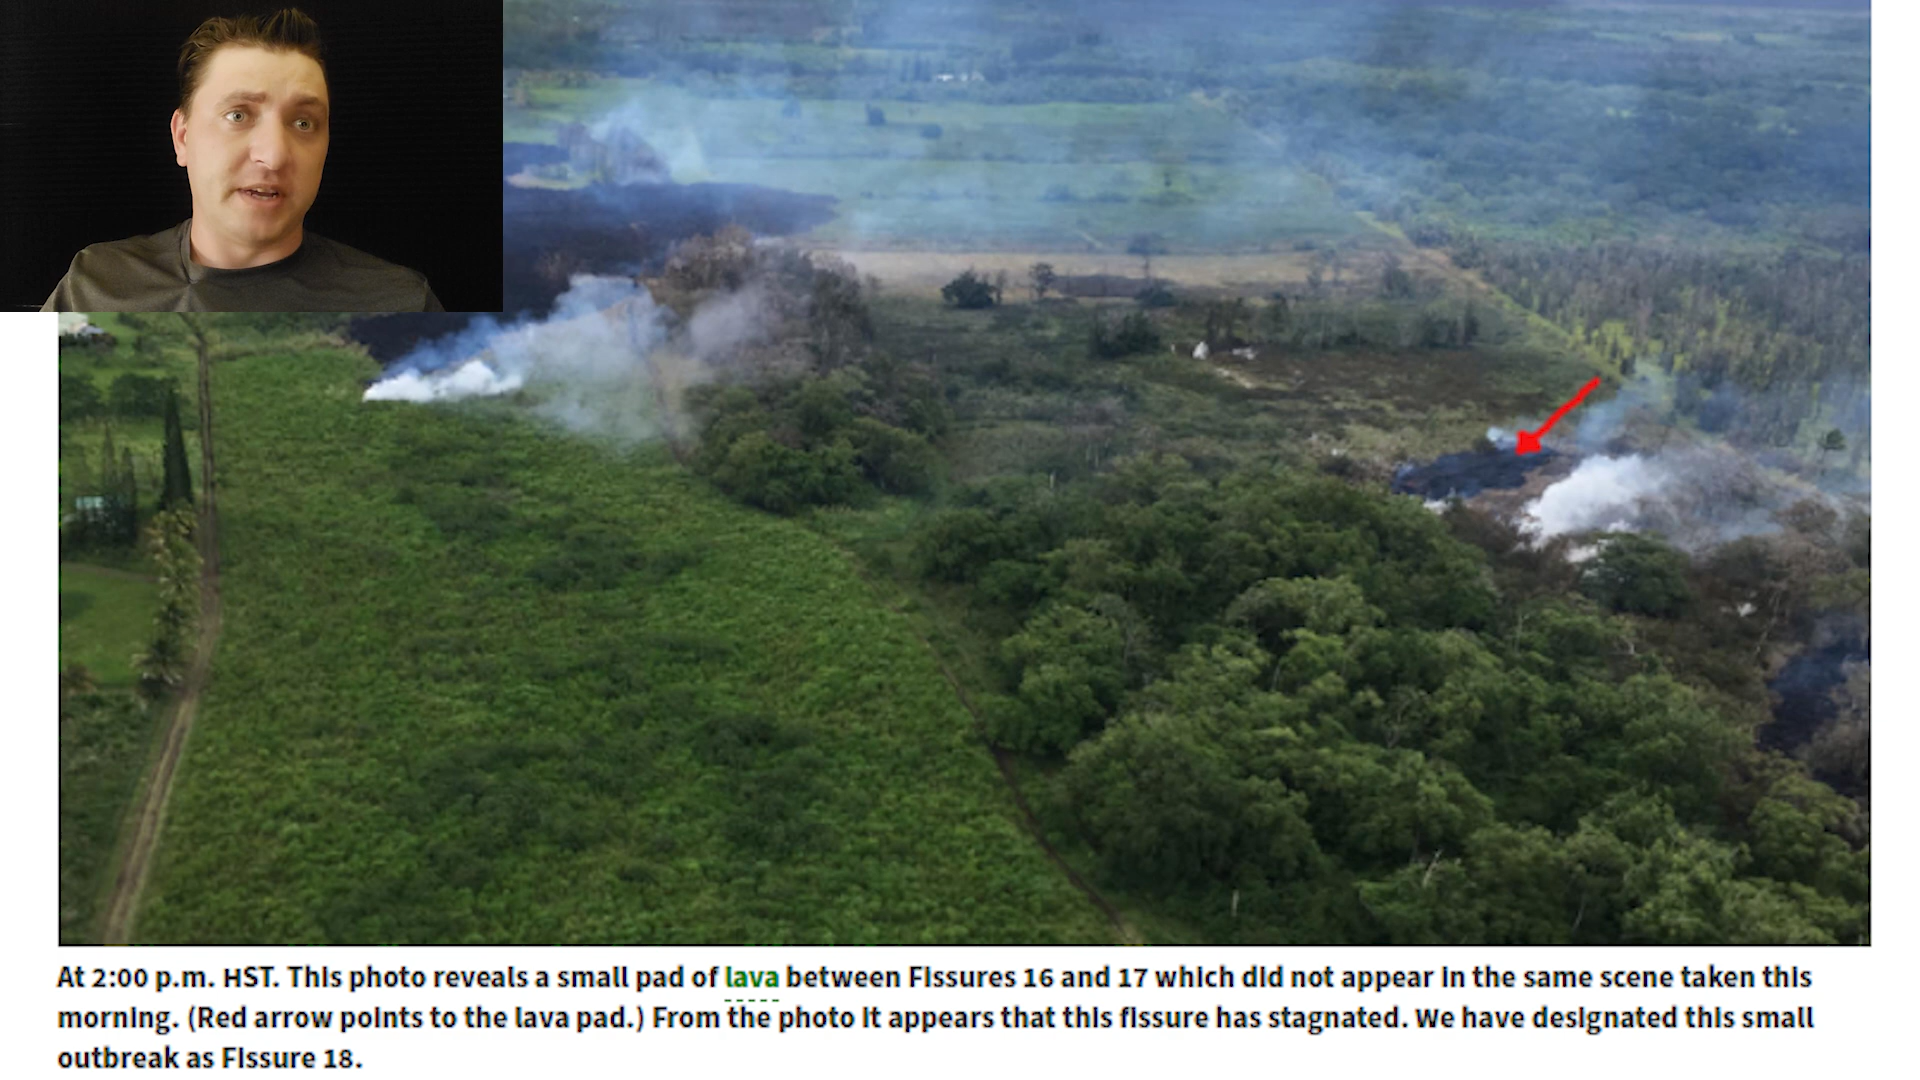 At 2:00 p.m. HST. This photo reveals a small pad of lava between Fissures 16 and 17 which did not appear in the same scene taken this
morning. (Red arrow points to the lava pad.) From the photo it appears that this fissure has stagnated. We have designated this small
outbreak as Fissure 18.